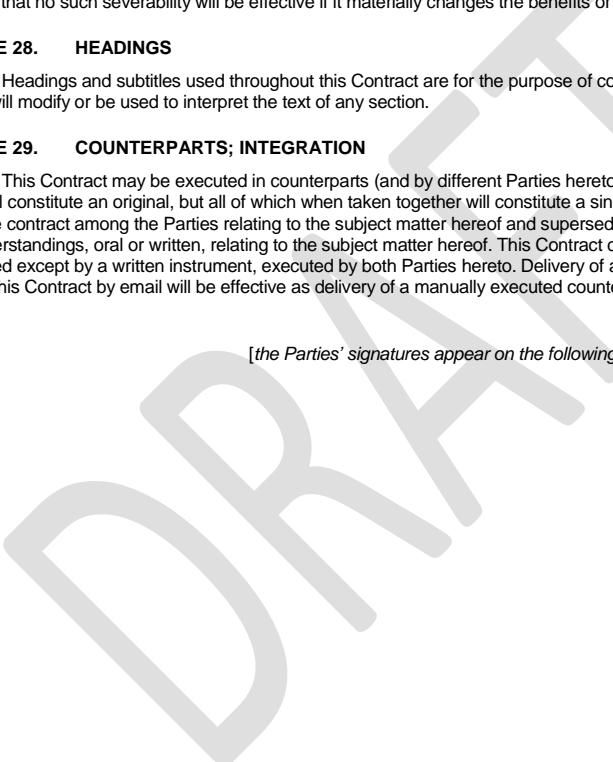 that no such severability will be effective if it materially changes the benefits of
E 28. HEADINGS
Headings and subtitles used throughout this Contract are for the purpose of co
ill modify or be used to interpret the text of any section.
E 29. COUNTERPARTS; INTEGRATION
This Contract may be executed in counterparts (and by different Parties hereto
l constitute an original, but all of which when taken together will constitute a sin
e contract among the Parties relating to the subject matter hereof and supersed
erstandings, oral or written, relating to the subject matter hereof. This Contract c
ed except by a written instrument, executed by both Parties hereto. Delivery of a
his Contract by email will be effective as delivery of a manually executed counte
[the Parties' signatures appear on the following
DRAFT